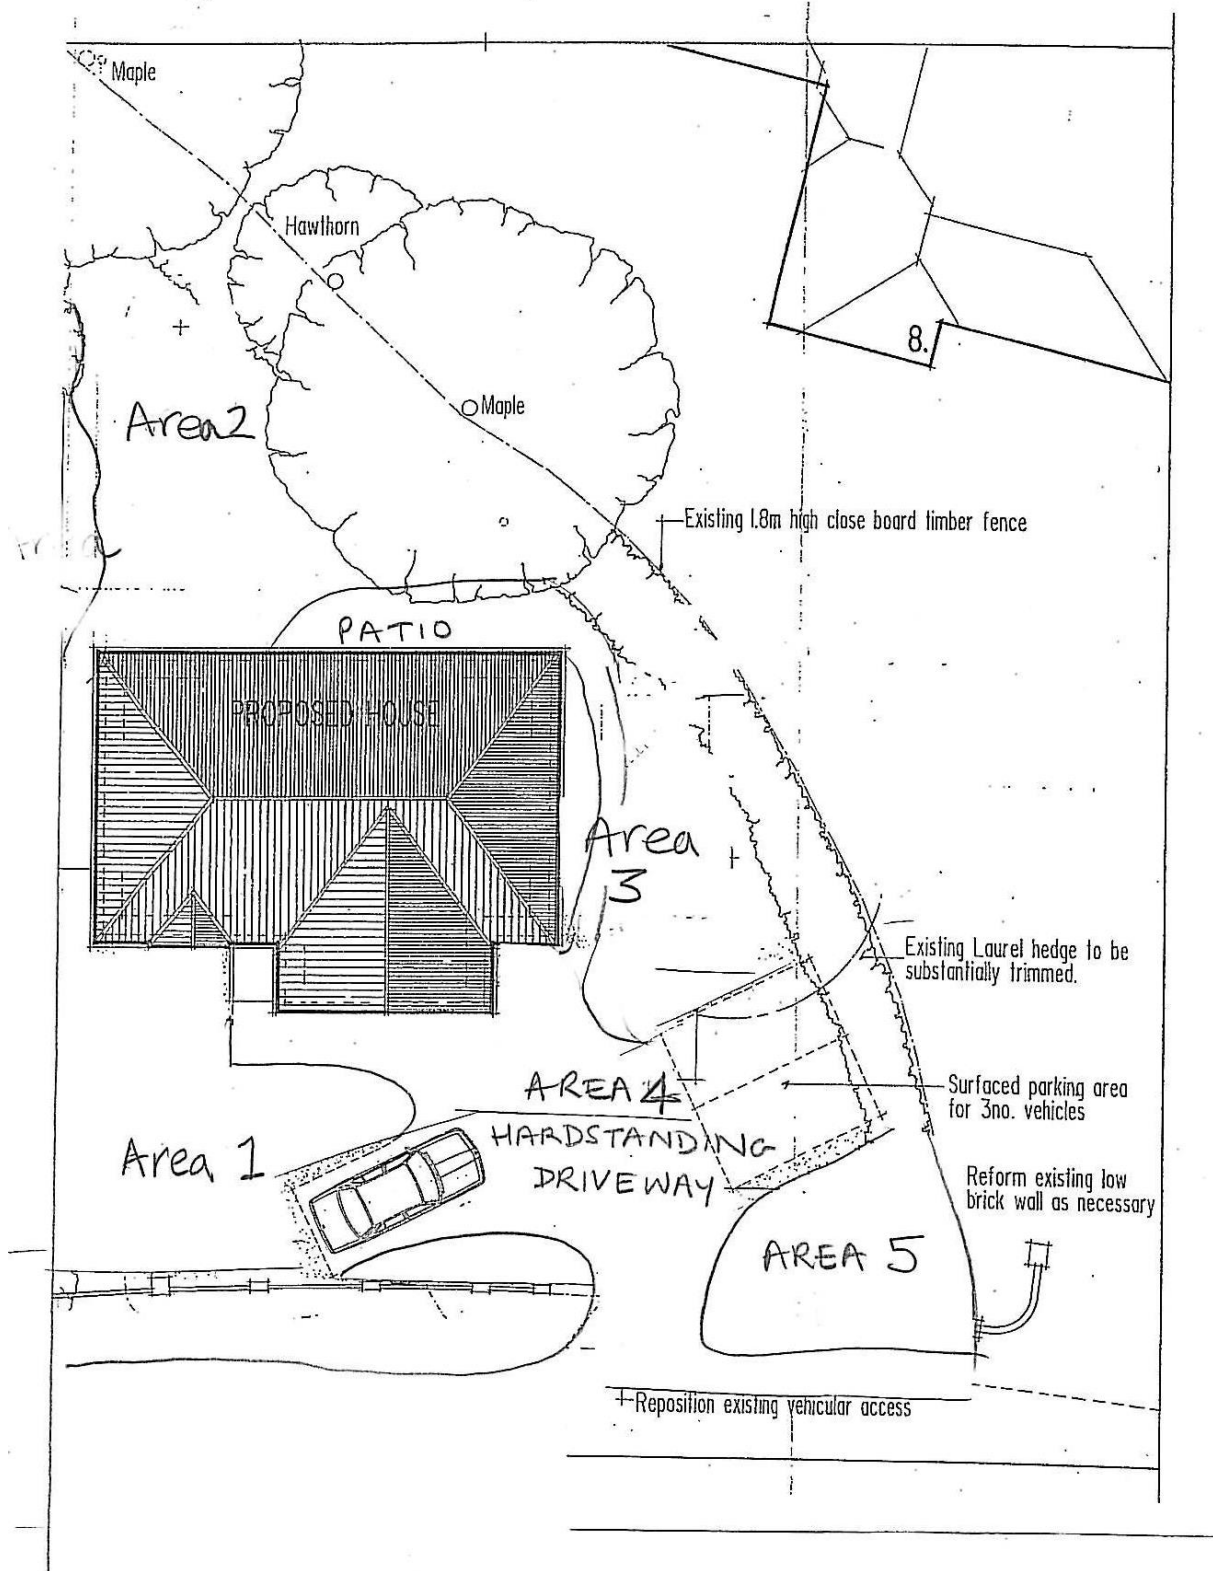 Maple
Hawthorn
8.
Maple
Area 2
Existing 1.8m high close board timber fence
PATIO
PROPOSED HOUSE
Area
3
Existing Laurel hedge to be
substantially trimmed.
AREA 4
Surfaced parking area
for 3no. vehicles
HARDSTANDING
DRIVEWAY
Area 1
Reform existing low
brick wall as necessary
AREA 5
Reposition existing vehicular access